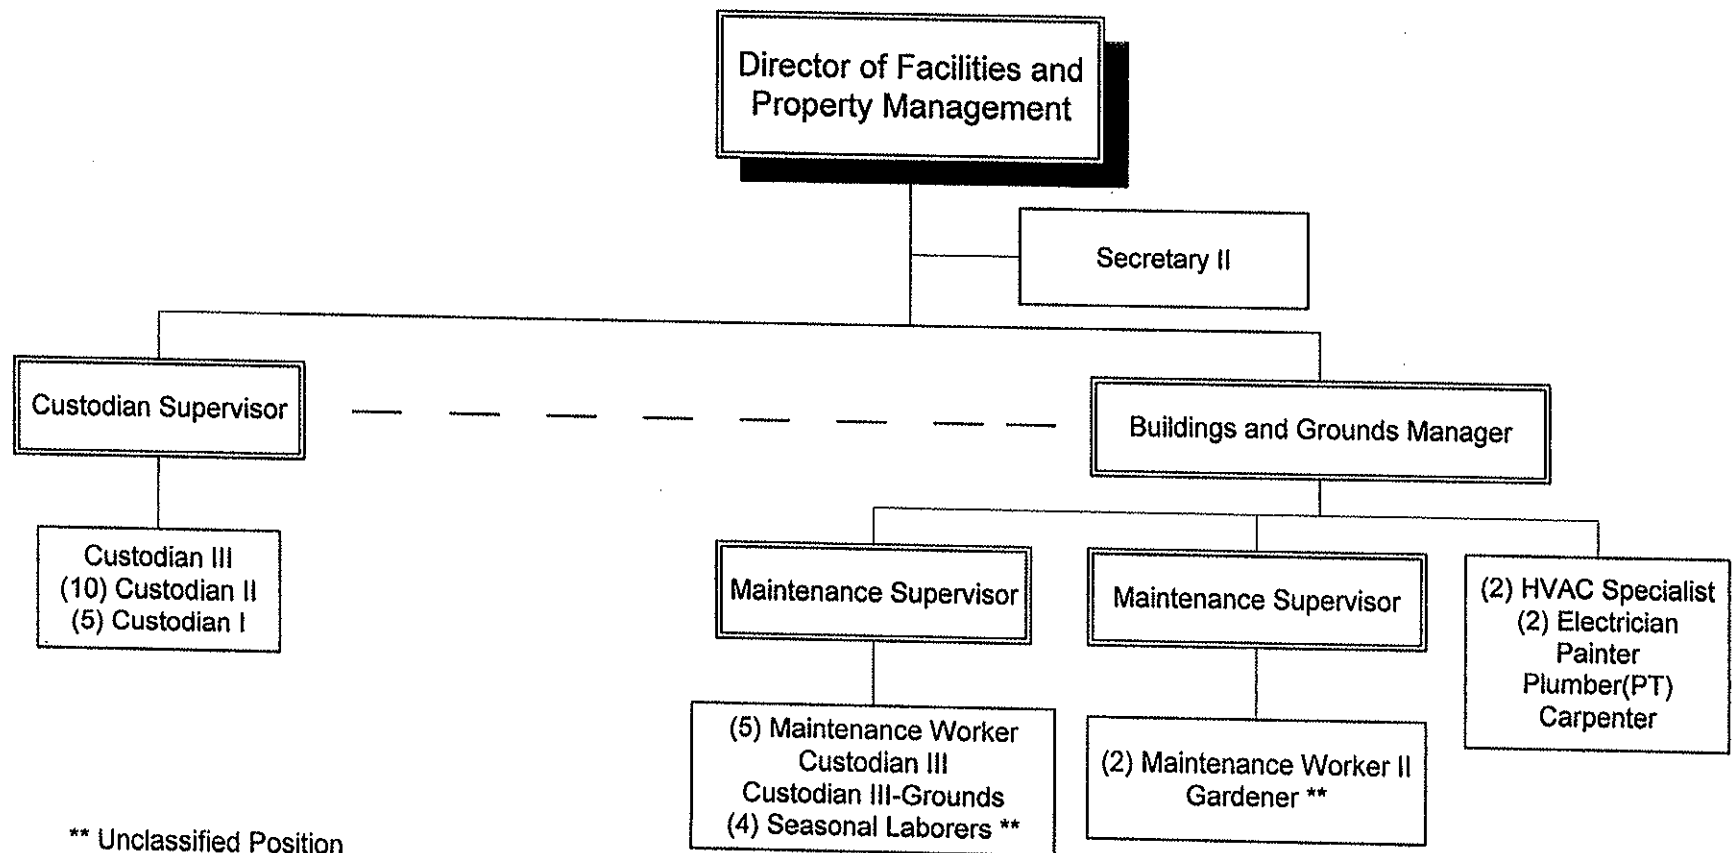 Director of Facilities and
Property Management
Secretary II
Custodian Supervisor
Buildings and Grounds Manager
Custodian III
(10) Custodian II
(5) Custodian I
Maintenance Supervisor
Maintenance Supervisor
(2) HVAC Specialist
(2) Electrician
Painter
Plumber(PT)
Carpenter
(5) Maintenance Worker
Custodian III
Custodian III-Grounds
(4) Seasonal Laborers **
(2) Maintenance Worker II
Gardener **
** Unclassified Position